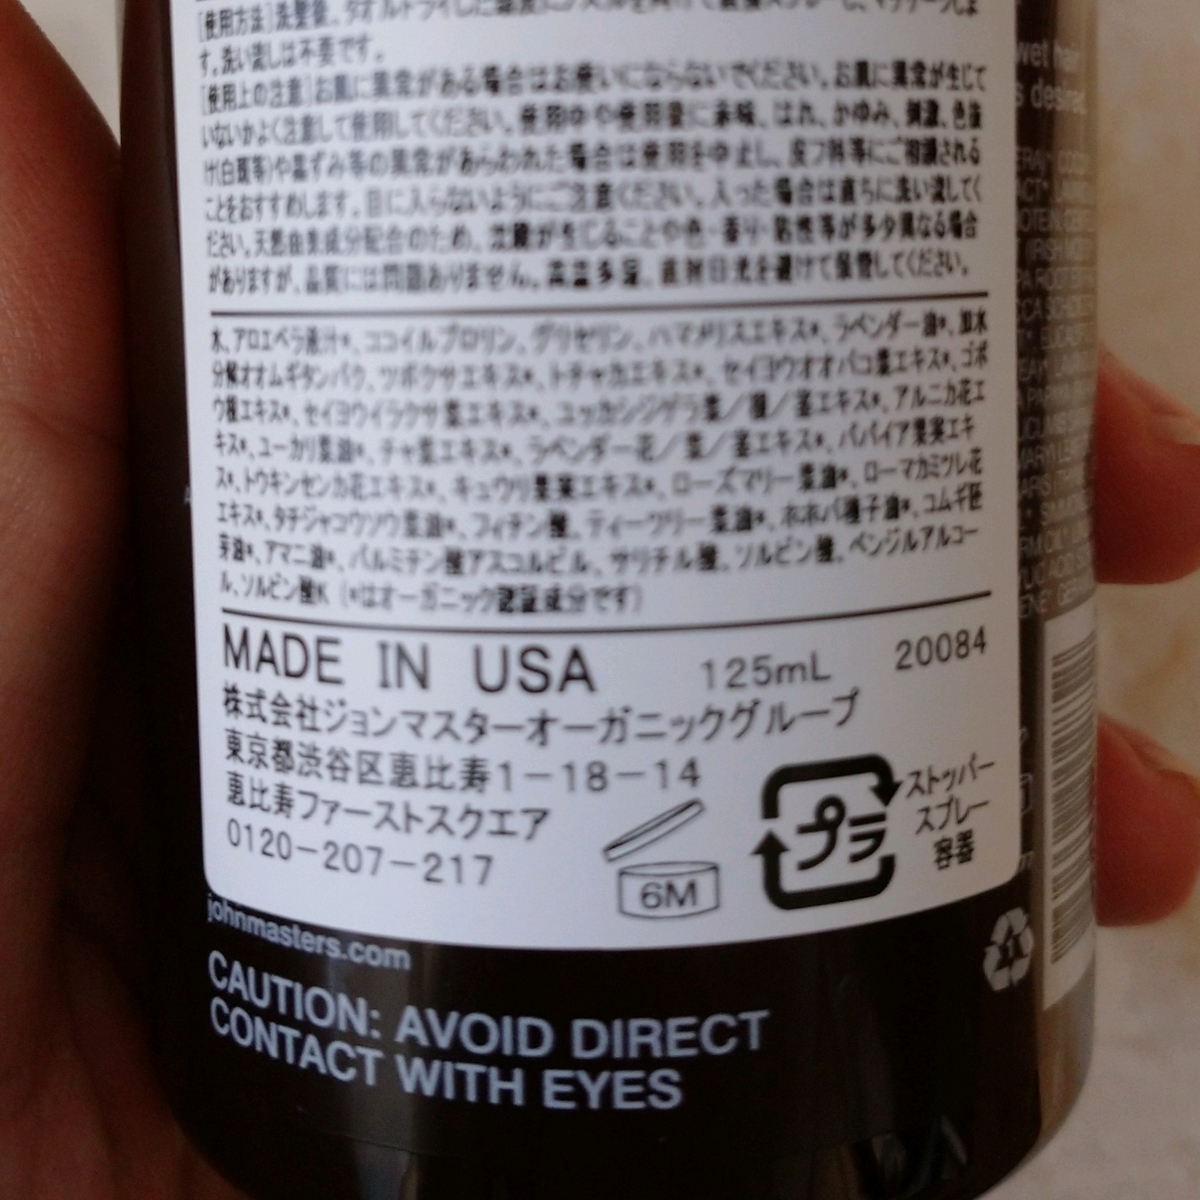 [使用方法]洗髪後、タオルドライした
す。洗い流しは不要です。
[使用上の注意]お肌に異常がある場合はお使いにならないでください。お肌に異常が生じて
いないかよく注意して使用してください。使用中や使用後に赤味、はれ、かゆみ、刺激、色抜
け(白斑等)や黒ずみ等の異常があらわれた場合は使用を中止し、皮フ科等にご相談される
ことをおすすめします。目に入らないようにご注意ください。入った場合は直ちに洗い流してく
ださい。天然由来成分配合のため、沈殿が生じることや色・香り・粘性等が多少異なる場合
がありますが、品質には問題ありません。高温多湿、直射日光を避けて保管してください。
水、アロエベラ液汁*、ココイルプロリン、グリセリン、ハマメリスエキス*、ラベンダー油*、加水
分解オオムギタンパク、ツボクサエキス*、トチャカエキス*、セイヨウオオバコ葉エキス*、ゴボ
ウ根エキス*、セイヨウイラクサ葉エキス*、ユッカシジゲラ葉／根／茎エキス*、アルニカ花エ
キス*、ユーカリ葉油*、チャ葉エキス*、ラベンダー花／葉／茎エキス*、パパイア果実エキ
ス*、トウキンセンカ花エキス*、キュウリ果実エキス*、ローズマリー葉油*、ローマカミツレ花
エキス*、タチジャコウソウ葉油*、フィチン酸、ティーツリー葉油*、ホホバ種子油*、コムギ胚
芽油*、アマニ油*、パルミチン酸アスコルビル、サリチル酸、ソルビン酸、ベンジルアルコー
ル、ソルビン酸K (*はオーガニック認証成分です)
MADE IN USA 125mL 20084
株式会社ジョンマスターオーガニックグループ
東京都渋谷区恵比寿1－18－14
恵比寿ファーストスクエア
0120－207－217
6M
プラ
ストッパー
スプレー
容器
johnmasters.com
CAUTION: AVOID DIRECT
CONTACT WITH EYES
wet hair
desired
1